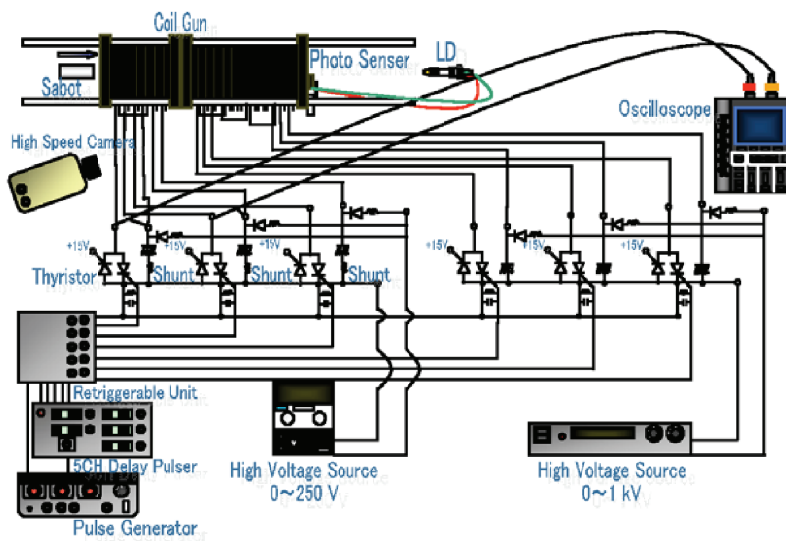 Coil Gun
Photo Senser
LD
Sabot
Oscilloscope
High Speed Camera
+15V
+15V
+15V
+15V
+15V
+15V
Thyristor
Shunt
Shunt
Shunt
Retriggerable Unit
5CH Delay Pulser
High Voltage Source
0～250 V
High Voltage Source
0～1 kV
Pulse Generator